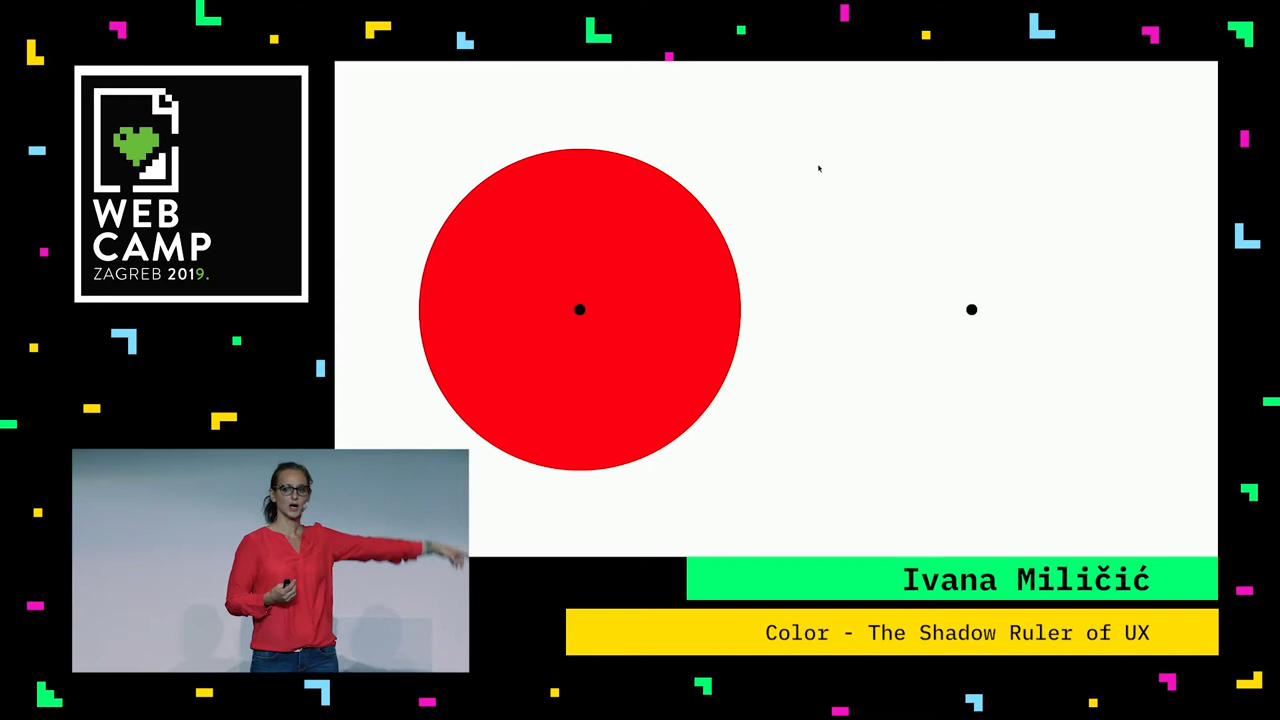 WEB
CAMP
ZAGREB 2019.
Ivana Miličić
Color - The Shadow Ruler of UX